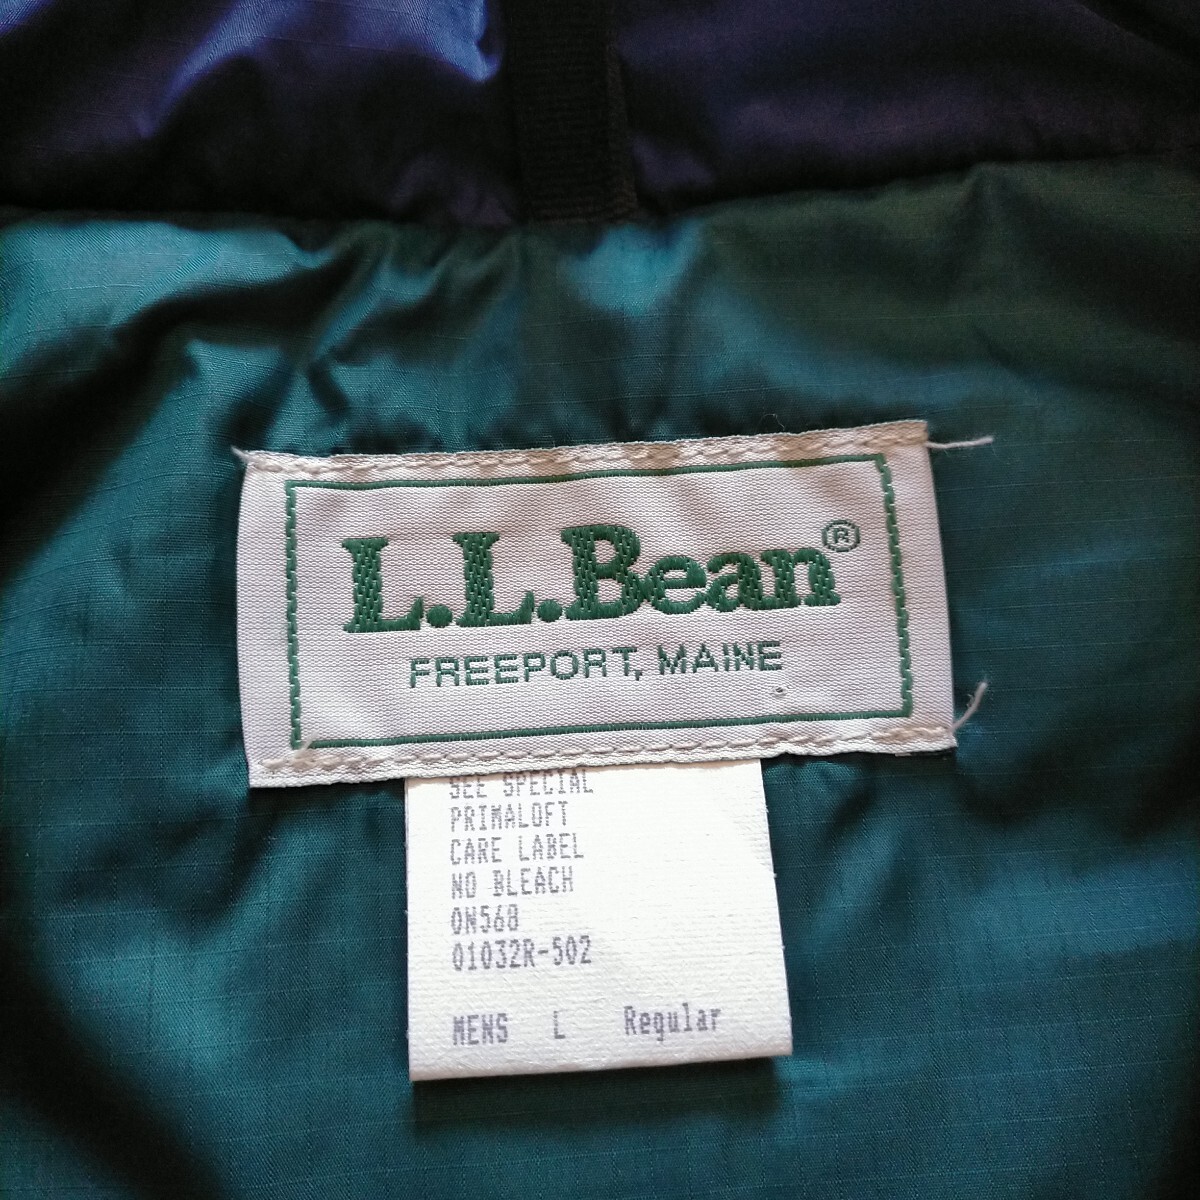 L.L.Bean®
FREEPORT, MAINE
SEE SPECIAL
PRIMALOFT
CARE LABEL
NO BLEACH
0N568
01032R-502
MENS L Regular